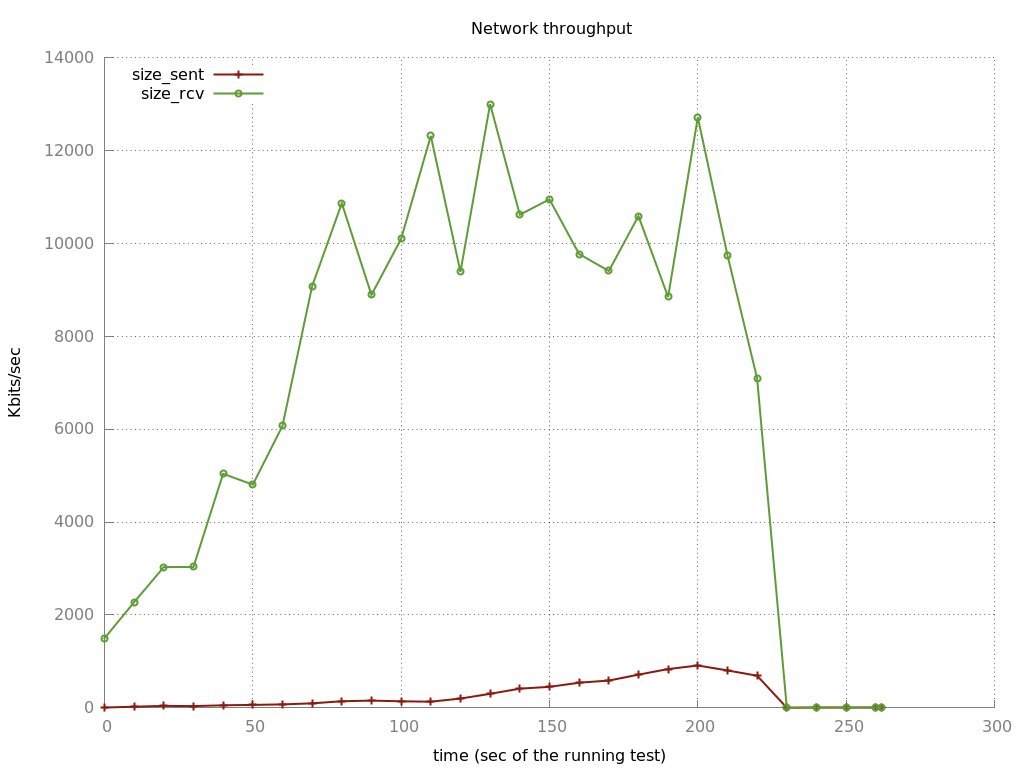 Network throughput
14000
12000
10000
8000
6000
4000
2000
0
size_sent
size_rcv
Kbits/sec
0 50 100 150 200 250 300
time (sec of the running test)